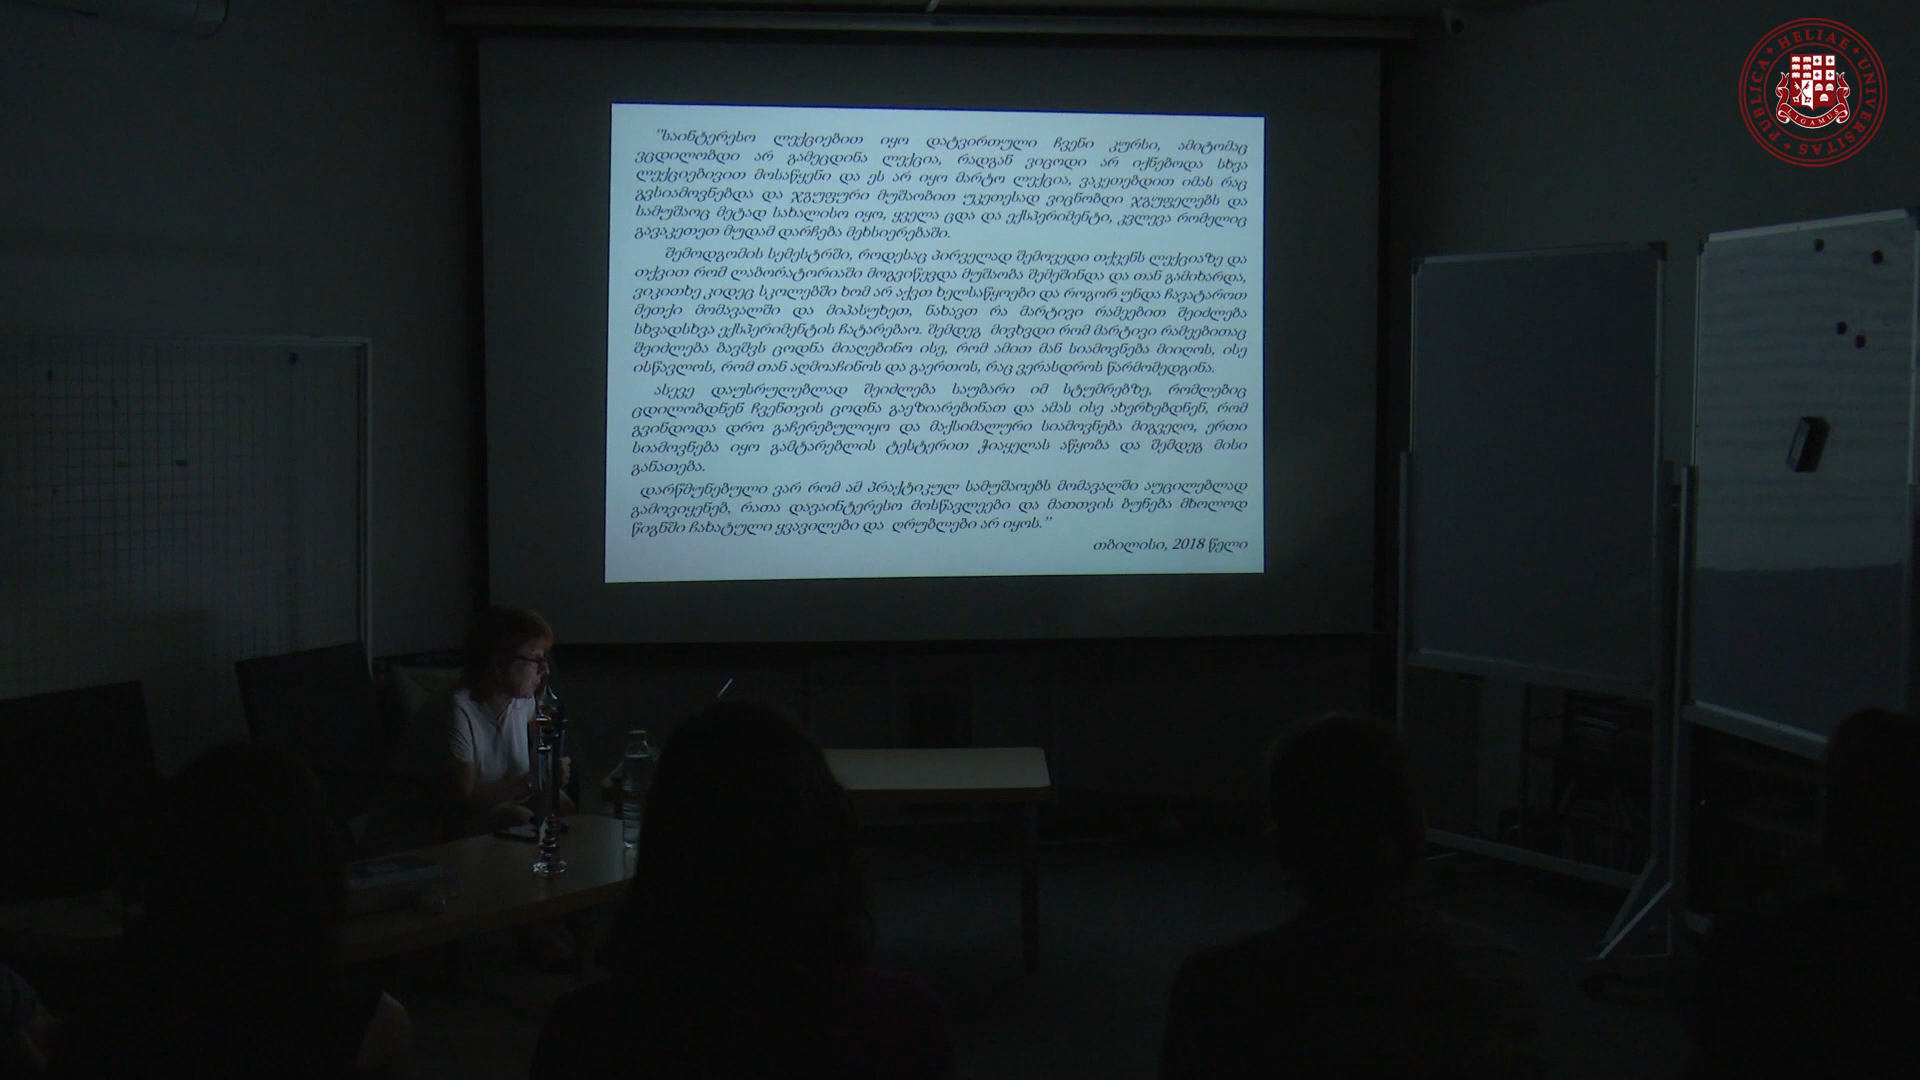 "საინტერესო ლექციებით იყო დატვირთული ჩვენი კურსი, ამიტომაც
ვცდილობდი არ გამეცდინა ლექცია, რადგან ვიცოდი არ იქნებოდა სხვა
ლექციებივით მოსაწყენი და ეს არ იყო მარტო ლექცია, ვაკეთებდით იმას რაც
გვსიამოვნებდა და ჯგუფური მუშაობით უკეთესად ვიცნობდი ჯგუფელებს და
სამუშაოც მეტად სახალისო იყო, ყველა ცდა და ექსპერიმენტი, კვლევა რომელიც
გავაკეთეთ მუდამ დარჩება მეხსიერებაში.
შემოდგომის სემესტრში, როდესაც პირველად შემოვედი თქვენს ლექციაზე და
თქვით რომ ლაბორატორიაში მოგვიწევდა მუშაობა შემეშინდა და თან გამიხარდა,
ვიკითხე კიდეც სკოლებში ხომ არ აქვთ ხელსაწყოები და როგორ უნდა ჩავატაროთ
მეთქი მომავალში და მიპასუხეთ, ნახავთ რა მარტივი რამეებით შეიძლება
სხვადსხვა ექსპერიმენტის ჩატარებაო. შემდეგ მივხვდი რომ მარტივი რამეებითაც
შეიძლება ბავშვს ცოდნა მიაღებინო ისე, რომ ამით მან სიამოვნება მიიღოს, ისე
ისწავლოს, რომ თან აღმოაჩინოს და გაერთოს, რაც ვერასდროს წარმომედგინა.
ასევე დაუსრულებლად შეიძლება საუბარი იმ სტუმრებზე, რომლებიც
ცდილობდნენ ჩვენთვის ცოდნა გაეზიარებინათ და ამას ისე ახერხებდნენ, რომ
გვინდოდა დრო გაჩერებულიყო და მაქსიმალური სიამოვნება მიგვეღო, ერთი
სიამოვნება იყო გამტარებლის ტესტერით ჭიაყელას აწყობა და შემდეგ მისი
განათება.
დარწმუნებული ვარ რომ ამ პრაქტიკულ სამუშაოებს მომავალში აუცილებლად
გამოვიყენებ, რათა დავაინტერესო მოსწავლეები და მათთვის ბუნება მხოლოდ
წიგნში ჩახატული ყვავილები და ღრუბლები არ იყოს."
თბილისი, 2018 წელი
PUBLICA HELIAE UNIVERSITAS
LIGAMUS